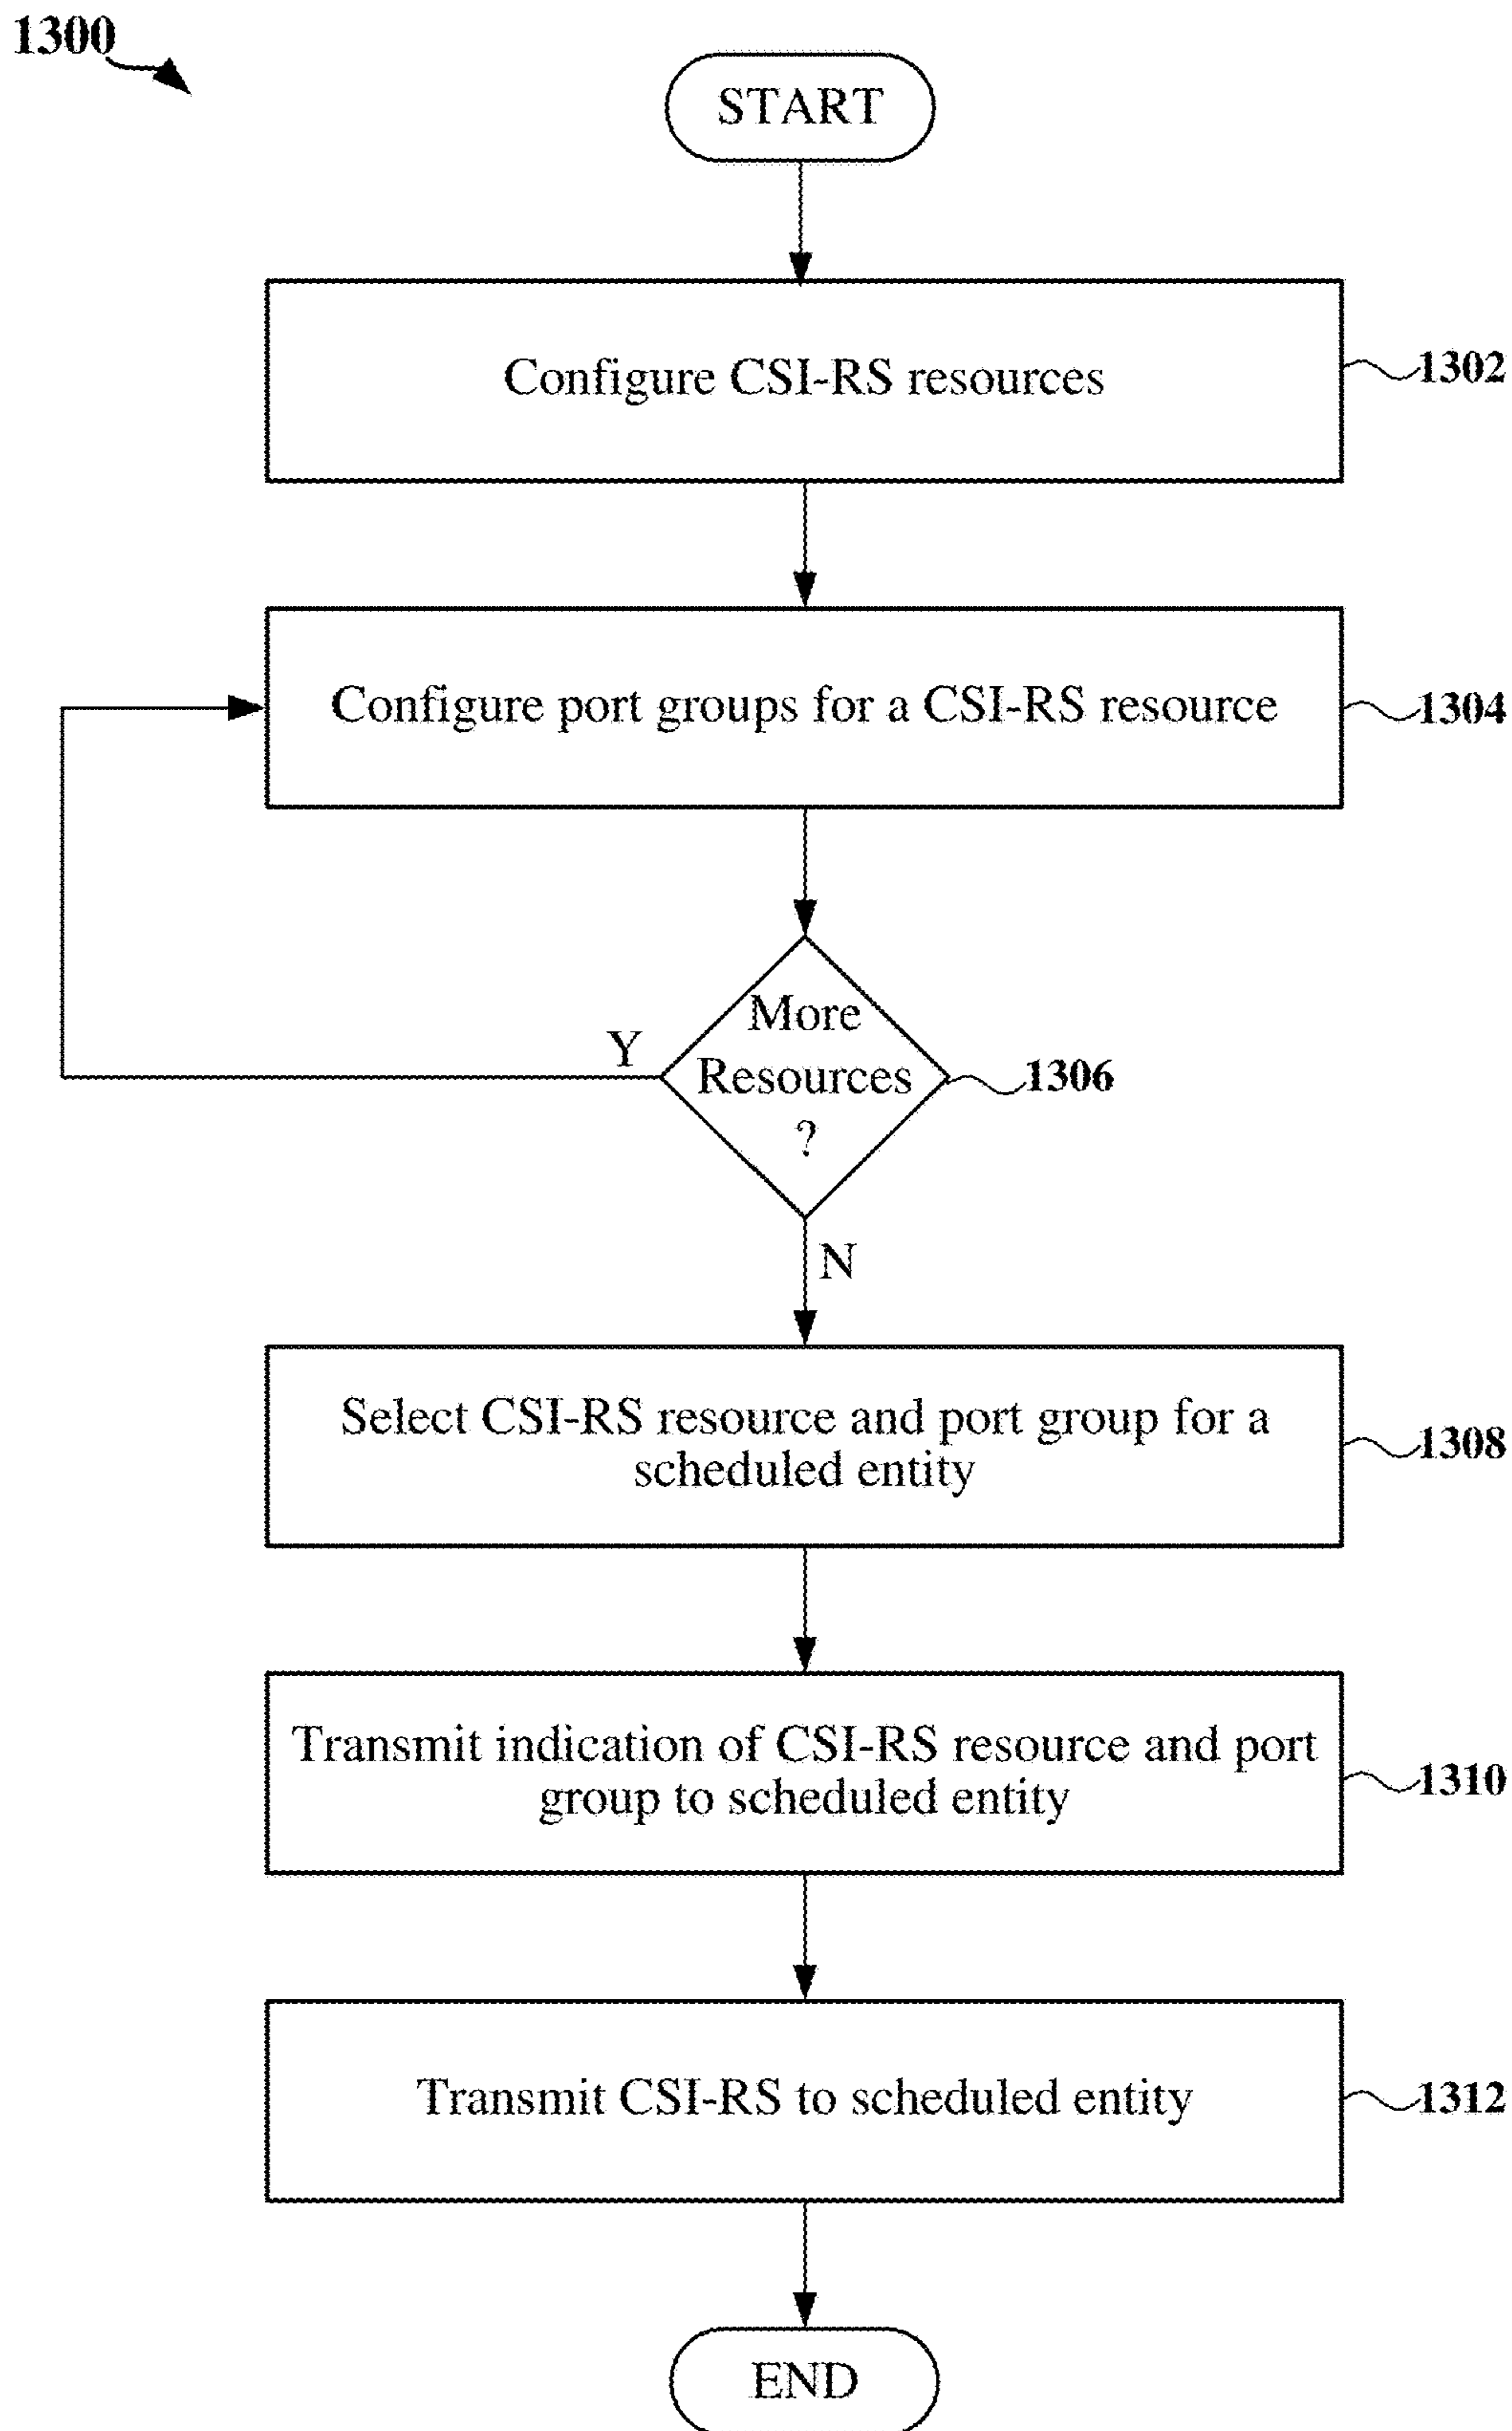 1300
START
Configure CSI-RS resources
1302
Configure port groups for a CSI-RS resource
1304
More
Resources
?
1306
Y
N
Select CSI-RS resource and port group for a
scheduled entity
1308
Transmit indication of CSI-RS resource and port
group to scheduled entity
1310
Transmit CSI-RS to scheduled entity
1312
END